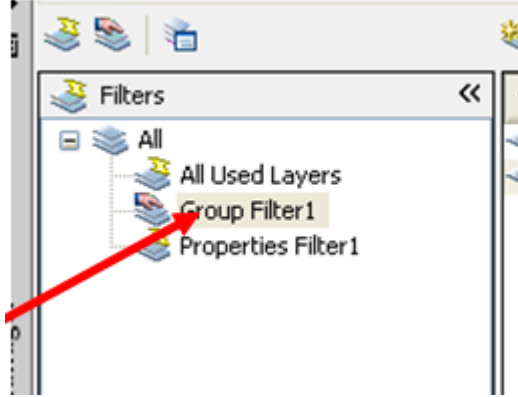 Filters
All
All Used Layers
Group Filter1
Properties Filter1